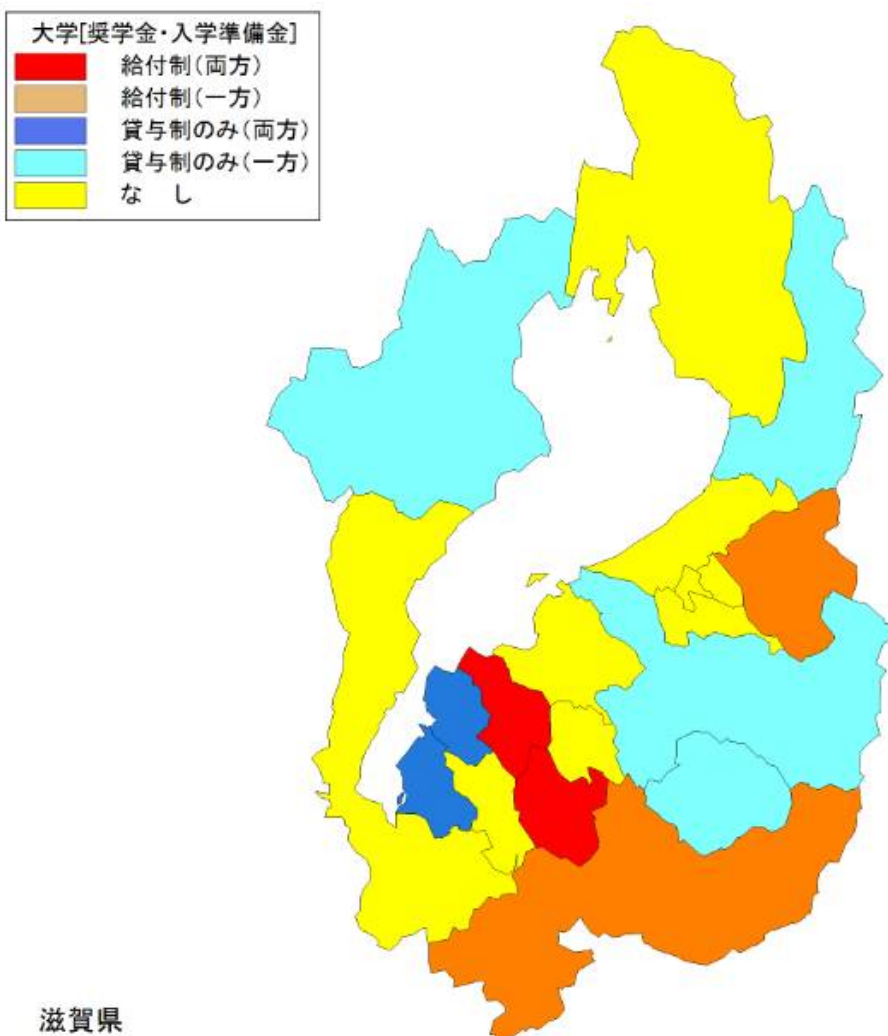 大学[奨学金・入学準備金]
給付制(両方)
給付制(一方)
貸与制のみ(両方)
貸与制のみ(一方)
な し
滋賀県